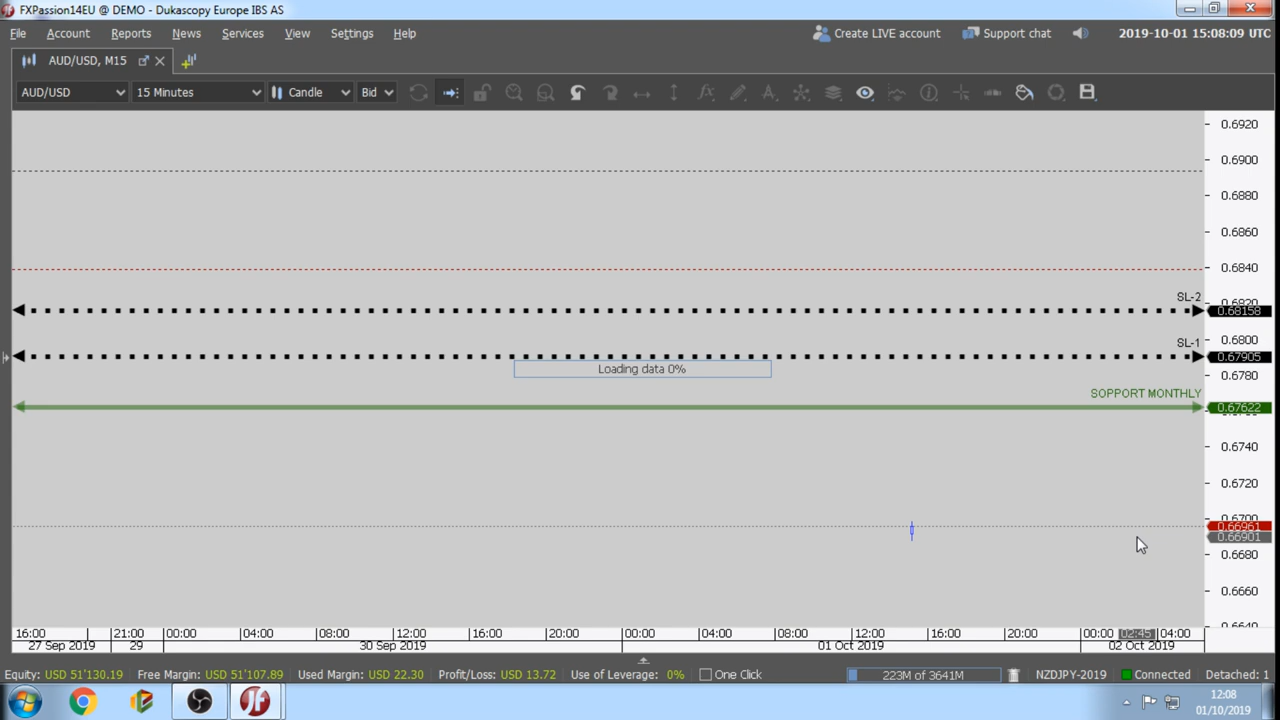 FXPassion14EU @ DEMO - Dukascopy Europe IBS AS
File Account Reports News Services View Settings Help Create LIVE account Support chat 2019-10-01 15:08:09 UTC
AUD/USD, M15
AUD/USD 15 Minutes Candle Bid
0.6920
0.6900
0.6880
0.6860
0.6840
SL-2
0.68158
SL-1
0.6800
0.67905
Loading data 0%
0.6780
SOPPORT MONTHLY
0.67622
0.6740
0.6720
0.66961
0.66901
0.6680
0.6660
0.6640
16:00 21:00 00:00 04:00 08:00 12:00 16:00 20:00 00:00 04:00 08:00 12:00 16:00 20:00 00:00 02:45 04:00
27 Sep 2019 29 30 Sep 2019 01 Oct 2019 02 Oct 2019
Equity: USD 51'130.19 Free Margin: USD 51'107.89 Used Margin: USD 22.30 Profit/Loss: USD 13.72 Use of Leverage: 0% One Click 223M of 3641M NZDJPY-2019 Connected Detached: 1
12:08
01/10/2019